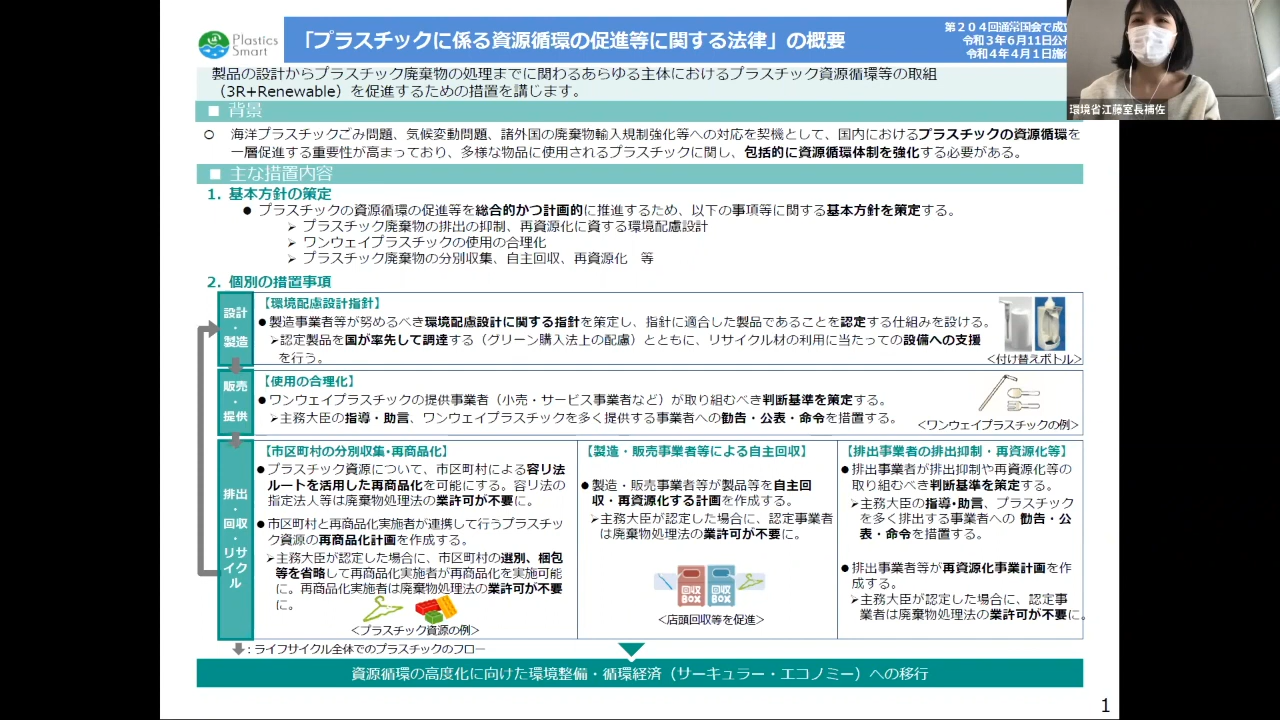 Plastics
Smart
「プラスチックに係る資源循環の促進等に関する法律」の概要
第204回通常国会で成立
令和3年6月11日公布
令和4年4月1日施行
環境省江藤室長補佐
製品の設計からプラスチック廃棄物の処理までに関わるあらゆる主体におけるプラスチック資源循環等の取組
（3R+Renewable）を促進するための措置を講じます。
■ 背景
○ 海洋プラスチックごみ問題、気候変動問題、諸外国の廃棄物輸入規制強化等への対応を契機として、国内におけるプラスチックの資源循環を
一層促進する重要性が高まっており、多様な物品に使用されるプラスチックに関し、包括的に資源循環体制を強化する必要がある。
■ 主な措置内容
1. 基本方針の策定
● プラスチックの資源循環の促進等を総合的かつ計画的に推進するため、以下の事項等に関する基本方針を策定する。
➢ プラスチック廃棄物の排出の抑制、再資源化に資する環境配慮設計
➢ ワンウェイプラスチックの使用の合理化
➢ プラスチック廃棄物の分別収集、自主回収、再資源化 等
2. 個別の措置事項
設計・製造
【環境配慮設計指針】
●製造事業者等が努めるべき環境配慮設計に関する指針を策定し、指針に適合した製品であることを認定する仕組みを設ける。
➢認定製品を国が率先して調達する（グリーン購入法上の配慮）とともに、リサイクル材の利用に当たっての設備への支援
を行う。
<付け替えボトル>
販売・提供
【使用の合理化】
●ワンウェイプラスチックの提供事業者（小売・サービス事業者など）が取り組むべき判断基準を策定する。
➢主務大臣の指導・助言、ワンウェイプラスチックを多く提供する事業者への勧告・公表・命令を措置する。
<ワンウェイプラスチックの例>
排出・回収・リサイクル
【市区町村の分別収集・再商品化】
●プラスチック資源について、市区町村による容リ法
ルートを活用した再商品化を可能にする。容リ法の
指定法人等は廃棄物処理法の業許可が不要に。
●市区町村と再商品化実施者が連携して行うプラスチッ
ク資源の再商品化計画を作成する。
➢主務大臣が認定した場合に、市区町村の選別、梱包
等を省略して再商品化実施者が再商品化を実施可能
に。再商品化実施者は廃棄物処理法の業許可が不要
に。
<プラスチック資源の例>
【製造・販売事業者等による自主回収】
●製造・販売事業者等が製品等を自主回
収・再資源化する計画を作成する。
➢主務大臣が認定した場合に、認定事業者
は廃棄物処理法の業許可が不要に。
回収
BOX
回収
BOX
<店頭回収等を促進>
【排出事業者の排出抑制・再資源化等】
●排出事業者が排出抑制や再資源化等の
取り組むべき判断基準を策定する。
➢主務大臣の指導・助言、プラスチック
を多く排出する事業者への 勧告・公
表・命令を措置する。
●排出事業者等が再資源化事業計画を作
成する。
➢主務大臣が認定した場合に、認定事
業者は廃棄物処理法の業許可が不要に。
：ライフサイクル全体でのプラスチックのフロー
資源循環の高度化に向けた環境整備・循環経済（サーキュラー・エコノミー）への移行
1